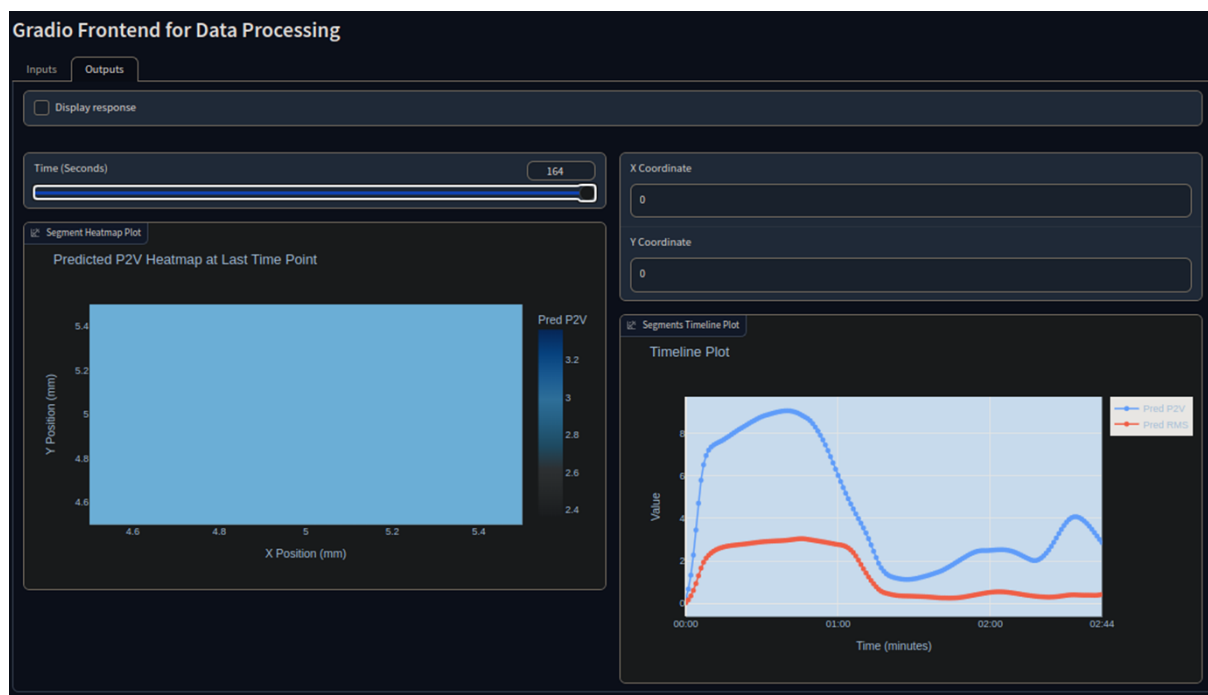 Gradio Frontend for Data Processing
Inputs
Outputs
Display response
Time (Seconds)
164
Segment Heatmap Plot
Predicted P2V Heatmap at Last Time Point
Pred P2V
5.4
5.2
5
4.8
4.6
Y Position (mm)
4.6
4.8
5
5.2
5.4
X Position (mm)
3.2
3
2.8
2.6
2.4
X Coordinate
0
Y Coordinate
0
Segments Timeline Plot
Timeline Plot
Pred P2V
Pred RMS
8
6
4
2
0
Value
00:00
01:00
02:00
02:44
Time (minutes)